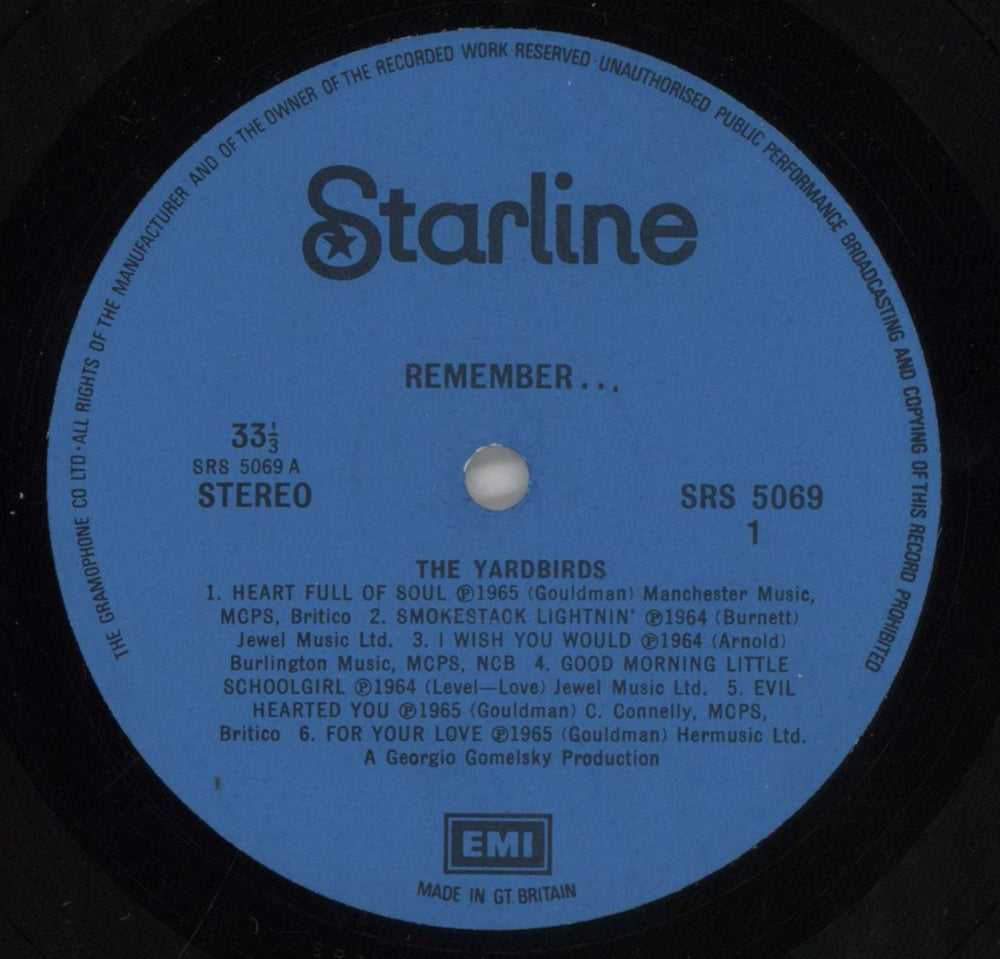 THE GRAMOPHONE CO LTD · ALL RIGHTS OF THE MANUFACTURER AND OF THE OWNER OF THE RECORDED WORK RESERVED · UNAUTHORISED PUBLIC PERFORMANCE BROADCASTING AND COPYING OF THIS RECORD PROHIBITED
Starline
REMEMBER...
33⅓
SRS 5069 A
STEREO
SRS 5069
1
THE YARDBIRDS
1. HEART FULL OF SOUL ℗1965 (Gouldman) Manchester Music,
MCPS, Britico 2. SMOKESTACK LIGHTNIN' ℗1964 (Burnett)
Jewel Music Ltd. 3. I WISH YOU WOULD ℗1964 (Arnold)
Burlington Music, MCPS, NCB 4. GOOD MORNING LITTLE
SCHOOLGIRL ℗1964 (Level—Love) Jewel Music Ltd. 5. EVIL
HEARTED YOU ℗1965 (Gouldman) C. Connelly, MCPS,
Britico 6. FOR YOUR LOVE ℗1965 (Gouldman) Hermusic Ltd.
A Georgio Gomelsky Production
EMI
MADE IN GT. BRITAIN